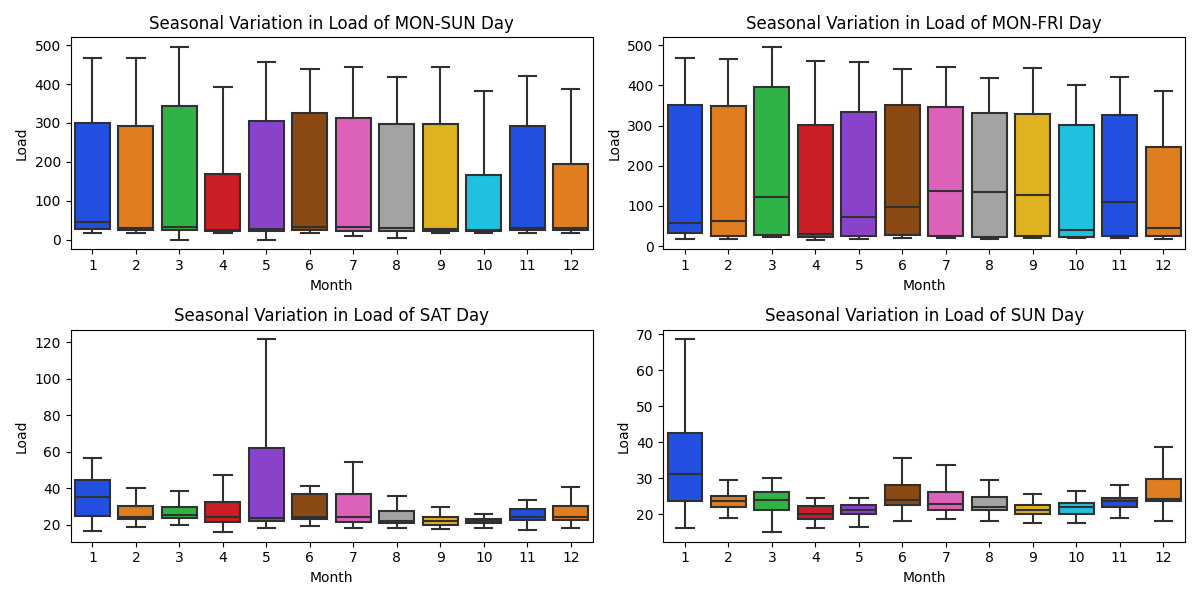 Seasonal Variation in Load of MON-SUN Day
500
400
300
200
100
0
Load
1 2 3 4 5 6 7 8 9 10 11 12
Month
Seasonal Variation in Load of MON-FRI Day
500
400
300
200
100
0
Load
1 2 3 4 5 6 7 8 9 10 11 12
Month
Seasonal Variation in Load of SAT Day
120
100
80
60
40
20
Load
1 2 3 4 5 6 7 8 9 10 11 12
Month
Seasonal Variation in Load of SUN Day
70
60
50
40
30
20
Load
1 2 3 4 5 6 7 8 9 10 11 12
Month